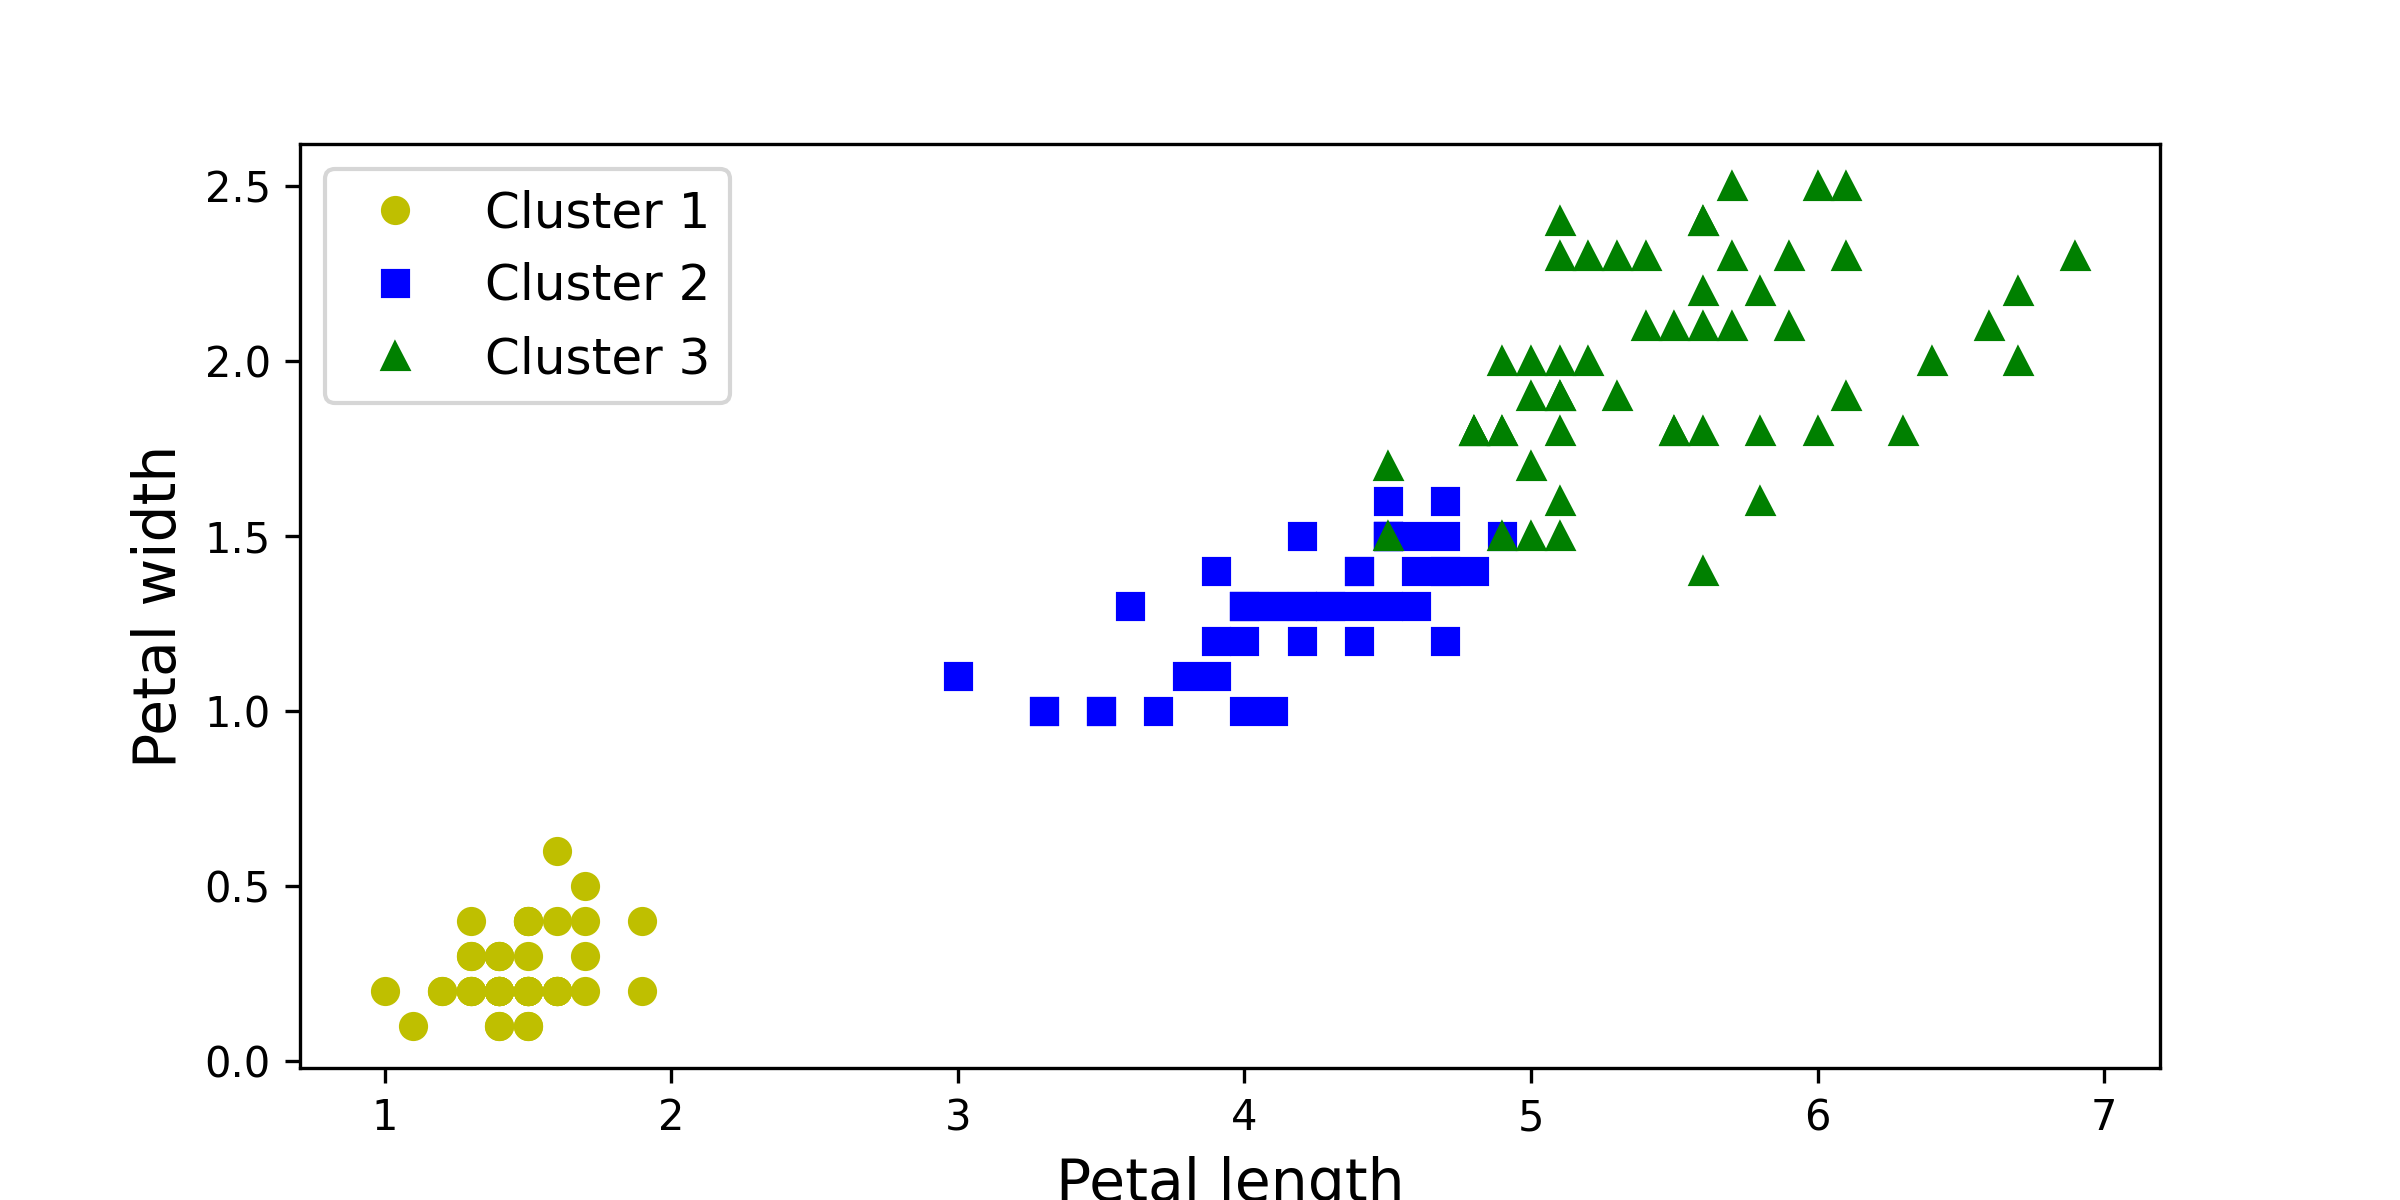 Cluster 1
Cluster 2
Cluster 3
2.5
2.0
1.5
1.0
0.5
0.0
Petal width
1 2 3 4 5 6 7
Petal length